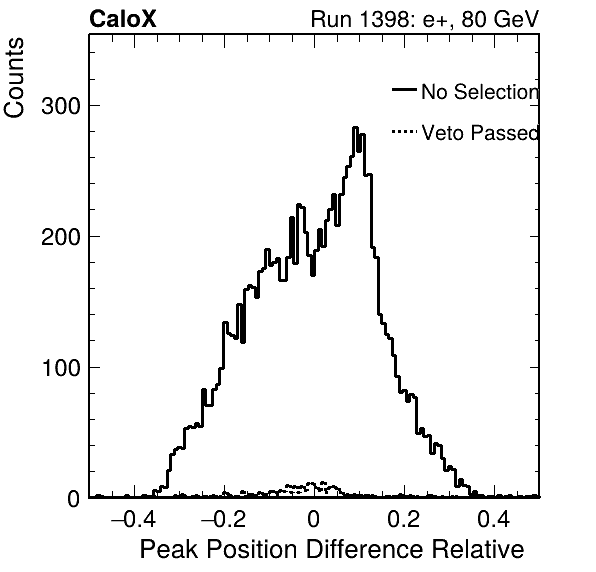 CaloX
Run 1398: e+, 80 GeV
Counts
No Selection
Veto Passed
300
200
100
0
−0.4 −0.2 0 0.2 0.4
Peak Position Difference Relative